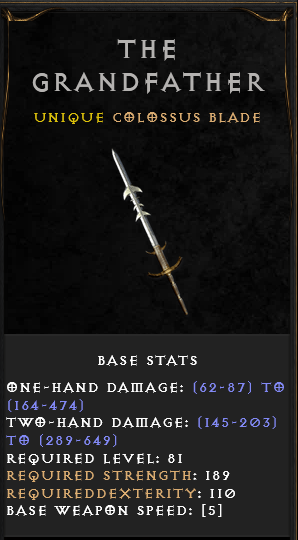 THE
GRANDFATHER
UNIQUE COLOSSUS BLADE
BASE STATS
ONE-HAND DAMAGE: (62-87) TO
(164-474)
TWO-HAND DAMAGE: (145-203)
TO (289-649)
REQUIRED LEVEL: 81
REQUIRED STRENGTH: 189
REQUIREDDEXTERITY: 110
BASE WEAPON SPEED: [5]